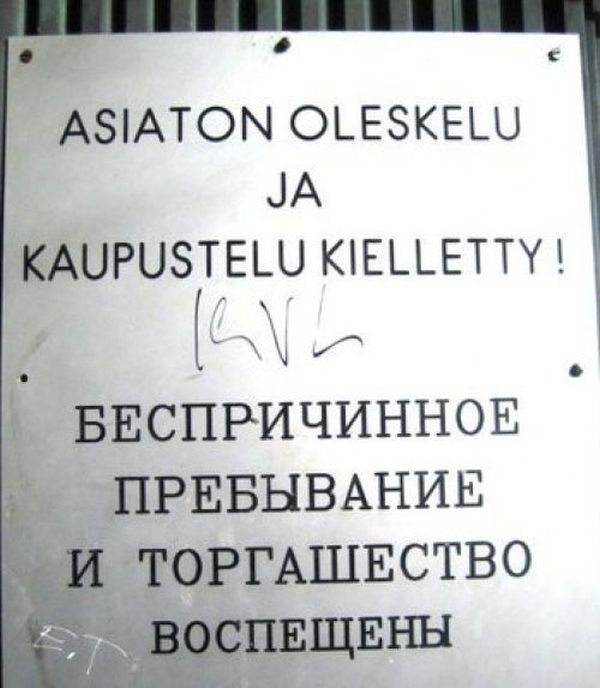 ASIATON OLESKELU
JA
KAUPUSTELU KIELLETTY!
БЕСПРИЧИННОЕ
ПРЕБЫВАНИЕ
И ТОРГАШЕСТВО
ВОСПЕЩЕНЫ
E.T.